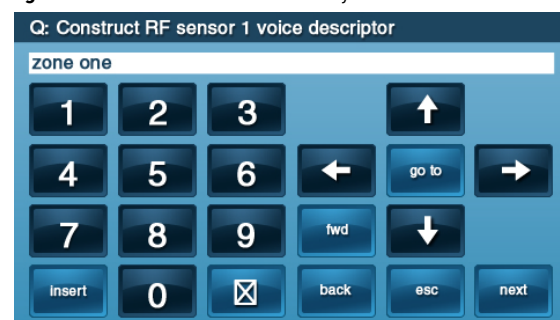 Q: Construct RF sensor 1 voice descriptor
zone one
1 2 3
4 5 6 go to
7 8 9 fwd
insert 0 back esc next